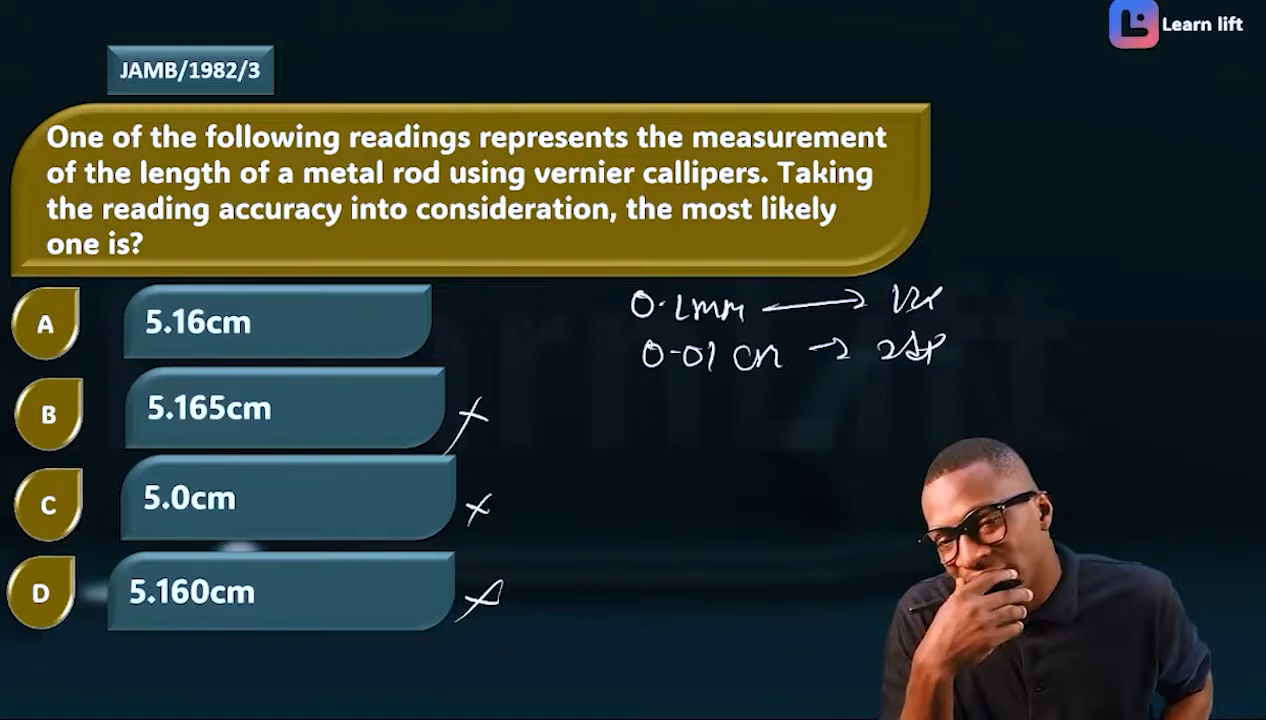 Learn lift
JAMB/1982/3
One of the following readings represents the measurement
of the length of a metal rod using vernier callipers. Taking
the reading accuracy into consideration, the most likely
one is?
A 5.16cm
B 5.165cm
C 5.0cm
D 5.160cm
0.1mm →
0.01 cm → 2dp